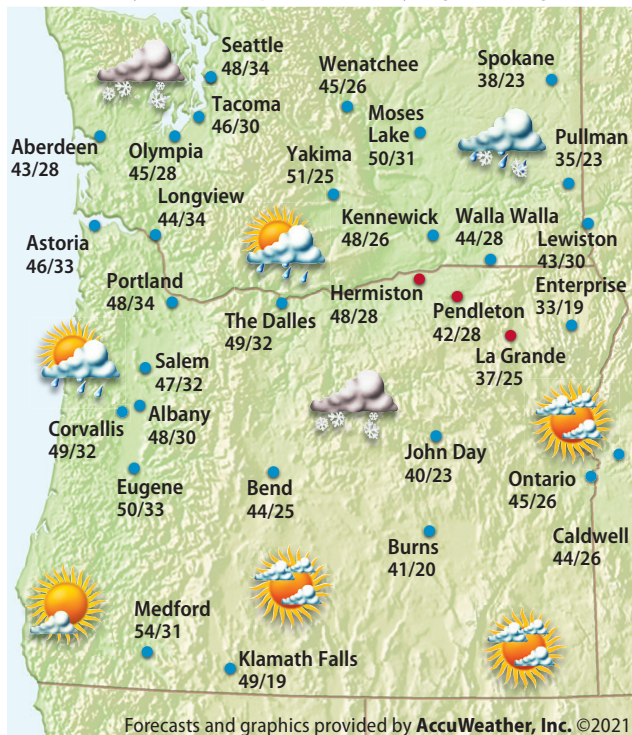 Seattle
48/34
Wenatchee
45/26
Spokane
38/23
Tacoma
46/30
Moses
Lake
50/31
Aberdeen
43/28
Olympia
45/28
Yakima
51/25
Pullman
35/23
Longview
44/34
Kennewick
48/26
Walla Walla
44/28
Lewiston
43/30
Astoria
46/33
Portland
48/34
The Dalles
49/32
Hermiston
48/28
Pendleton
42/28
Enterprise
33/19
La Grande
37/25
Salem
47/32
Albany
48/30
Corvallis
49/32
Eugene
50/33
Bend
44/25
John Day
40/23
Ontario
45/26
Burns
41/20
Caldwell
44/26
Medford
54/31
Klamath Falls
49/19
Forecasts and graphics provided by AccuWeather, Inc. ©2021